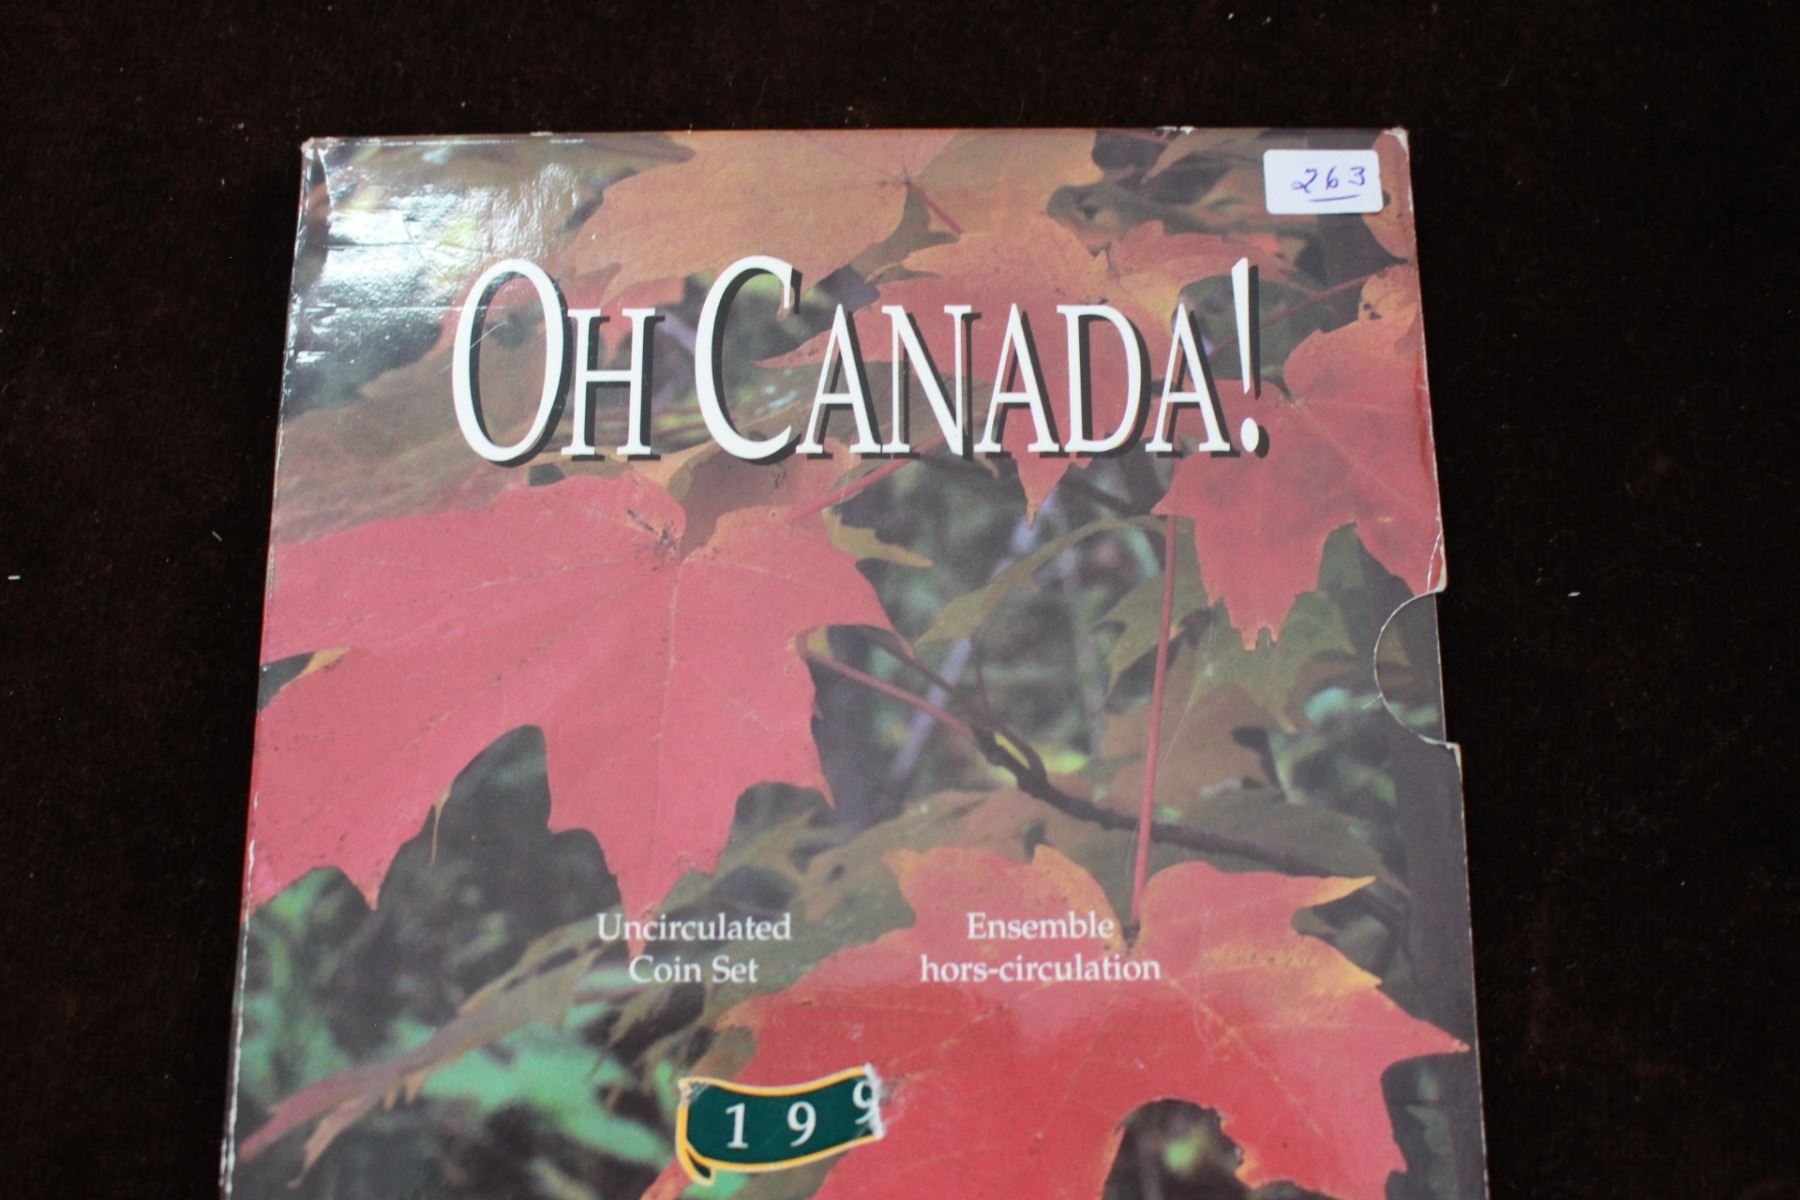 263
OH CANADA!
Uncirculated
Coin Set
Ensemble
hors-circulation
199